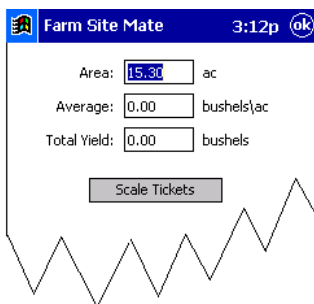 Farm Site Mate 3:12p ok
Area: 15.30 ac
Average: 0.00 bushels\ac
Total Yield: 0.00 bushels
Scale Tickets